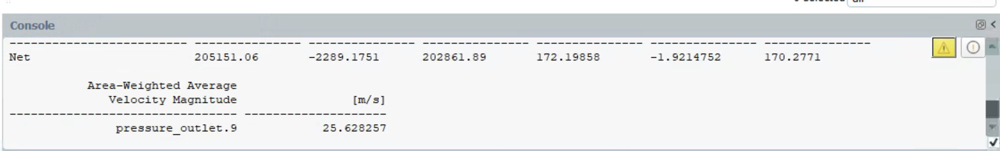 Console
------------------------- --------------- --------------- --------------- --------------- --------------- ---------------
Net 205151.06 -2289.1751 202861.89 172.19858 -1.9214752 170.2771
Area-Weighted Average
Velocity Magnitude [m/s]
-------------------------------- --------------------
pressure_outlet.9 25.628257